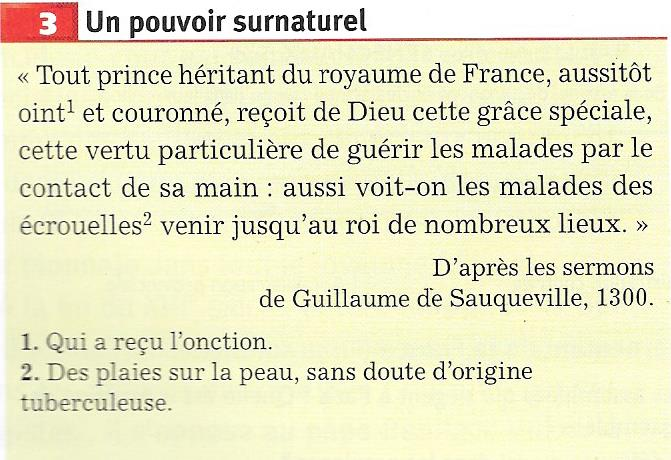 3 Un pouvoir surnaturel
« Tout prince héritant du royaume de France, aussitôt
oint¹ et couronné, reçoit de Dieu cette grâce spéciale,
cette vertu particulière de guérir les malades par le
contact de sa main : aussi voit-on les malades des
écrouelles² venir jusqu'au roi de nombreux lieux. »
D'après les sermons
de Guillaume de Sauqueville, 1300.
1. Qui a reçu l'onction.
2. Des plaies sur la peau, sans doute d'origine
tuberculeuse.